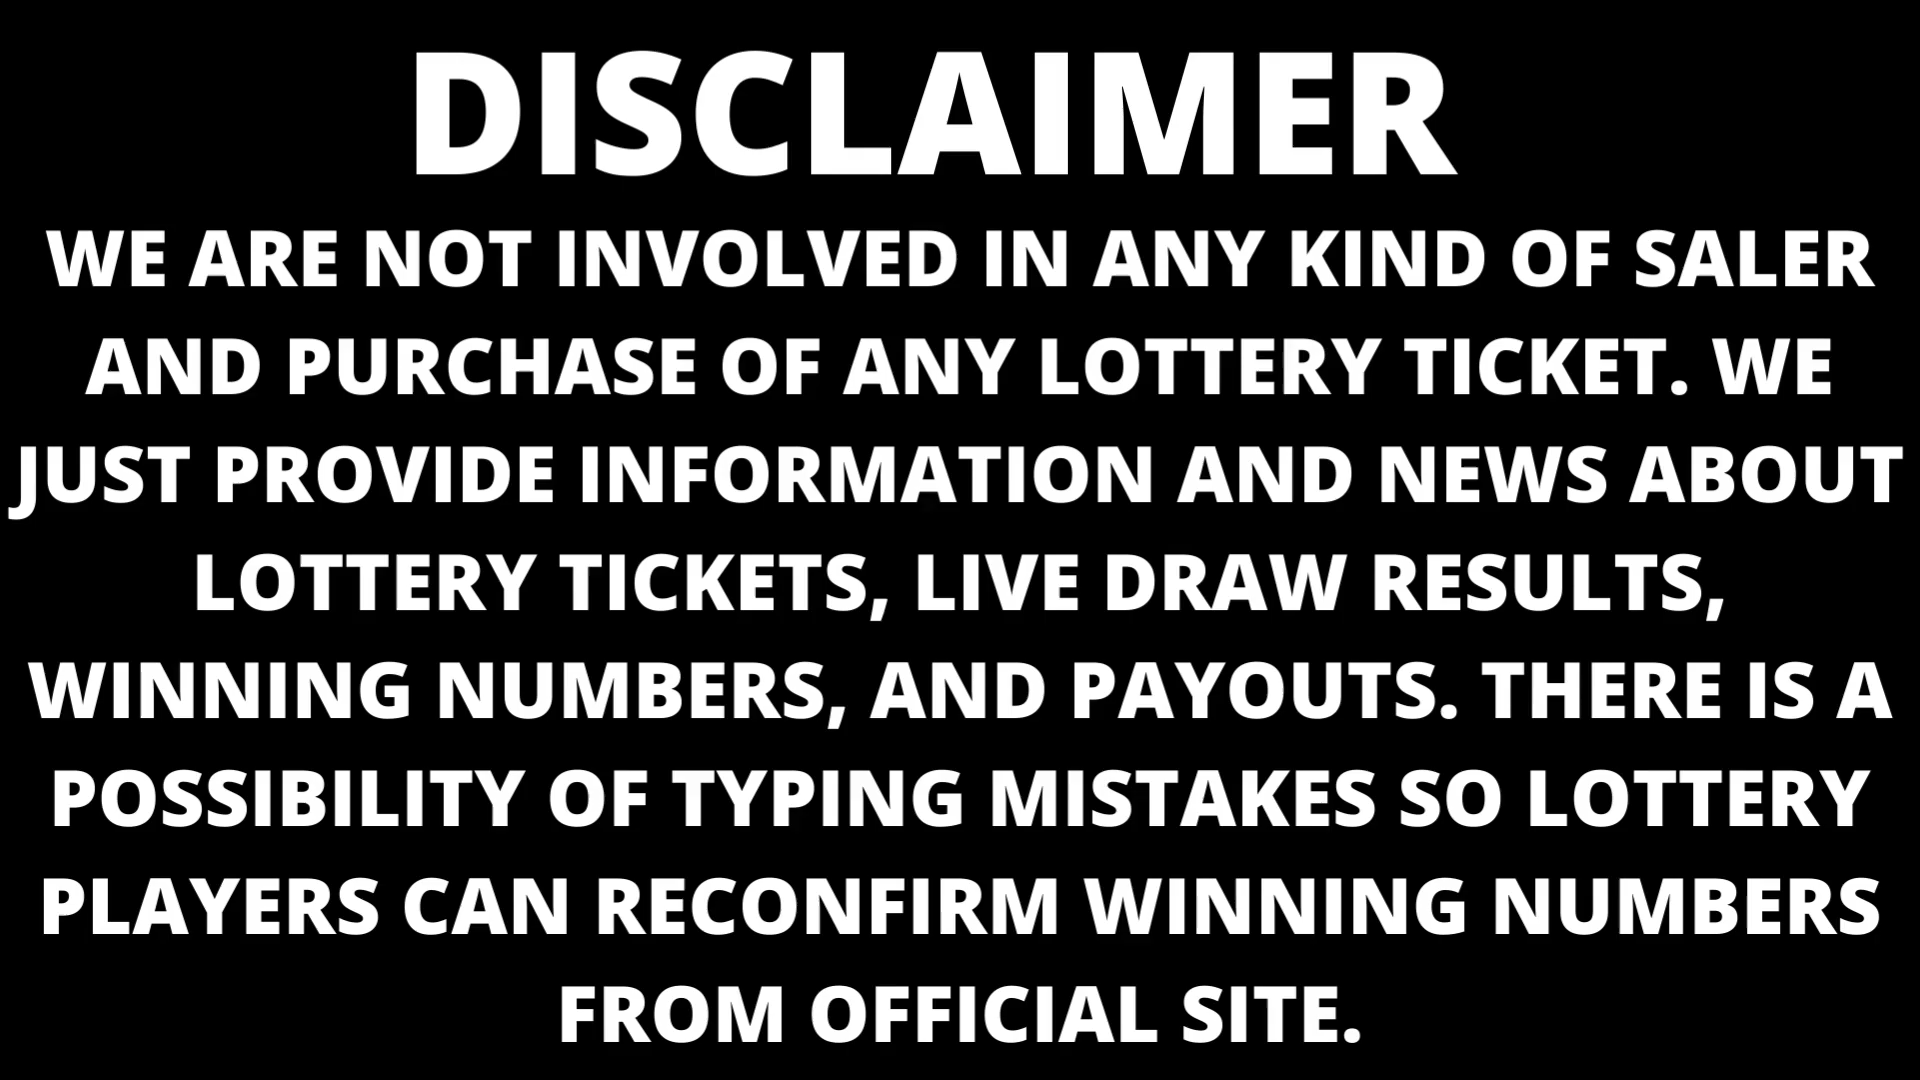 DISCLAIMER
WE ARE NOT INVOLVED IN ANY KIND OF SALER
AND PURCHASE OF ANY LOTTERY TICKET. WE
JUST PROVIDE INFORMATION AND NEWS ABOUT
LOTTERY TICKETS, LIVE DRAW RESULTS,
WINNING NUMBERS, AND PAYOUTS. THERE IS A
POSSIBILITY OF TYPING MISTAKES SO LOTTERY
PLAYERS CAN RECONFIRM WINNING NUMBERS
FROM OFFICIAL SITE.